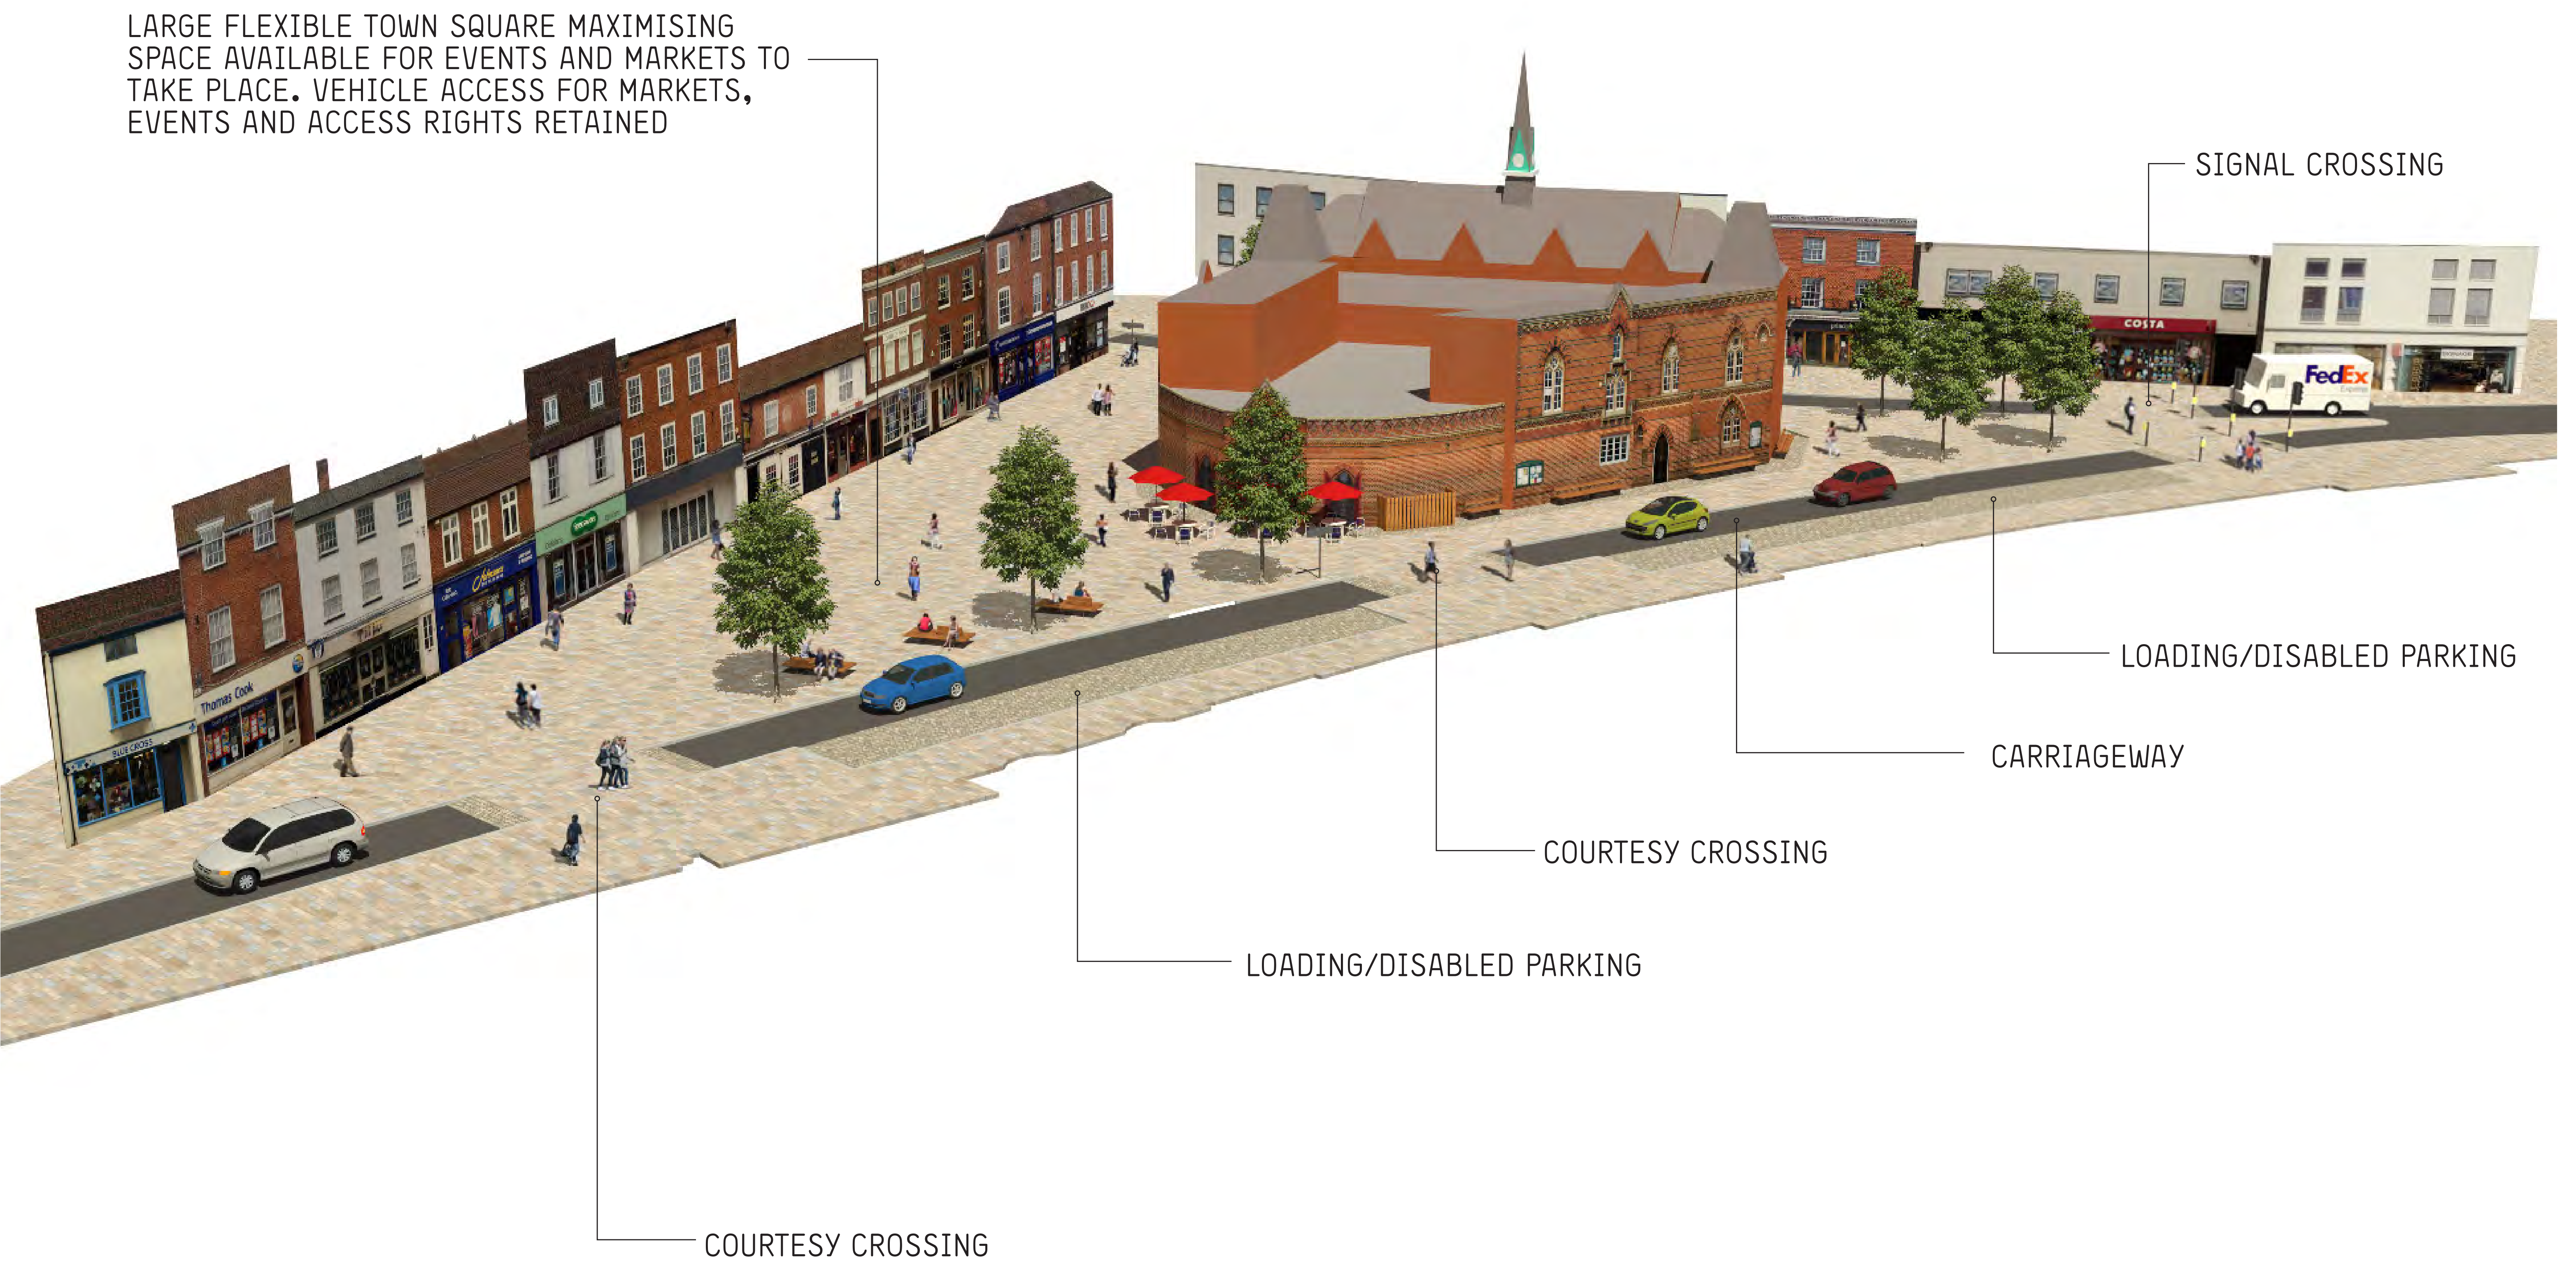 LARGE FLEXIBLE TOWN SQUARE MAXIMISING
SPACE AVAILABLE FOR EVENTS AND MARKETS TO
TAKE PLACE. VEHICLE ACCESS FOR MARKETS,
EVENTS AND ACCESS RIGHTS RETAINED
SIGNAL CROSSING
COSTA
FedEx
Express
Thomas Cook
BLUE CROSS
LOADING/DISABLED PARKING
CARRIAGEWAY
COURTESY CROSSING
LOADING/DISABLED PARKING
COURTESY CROSSING